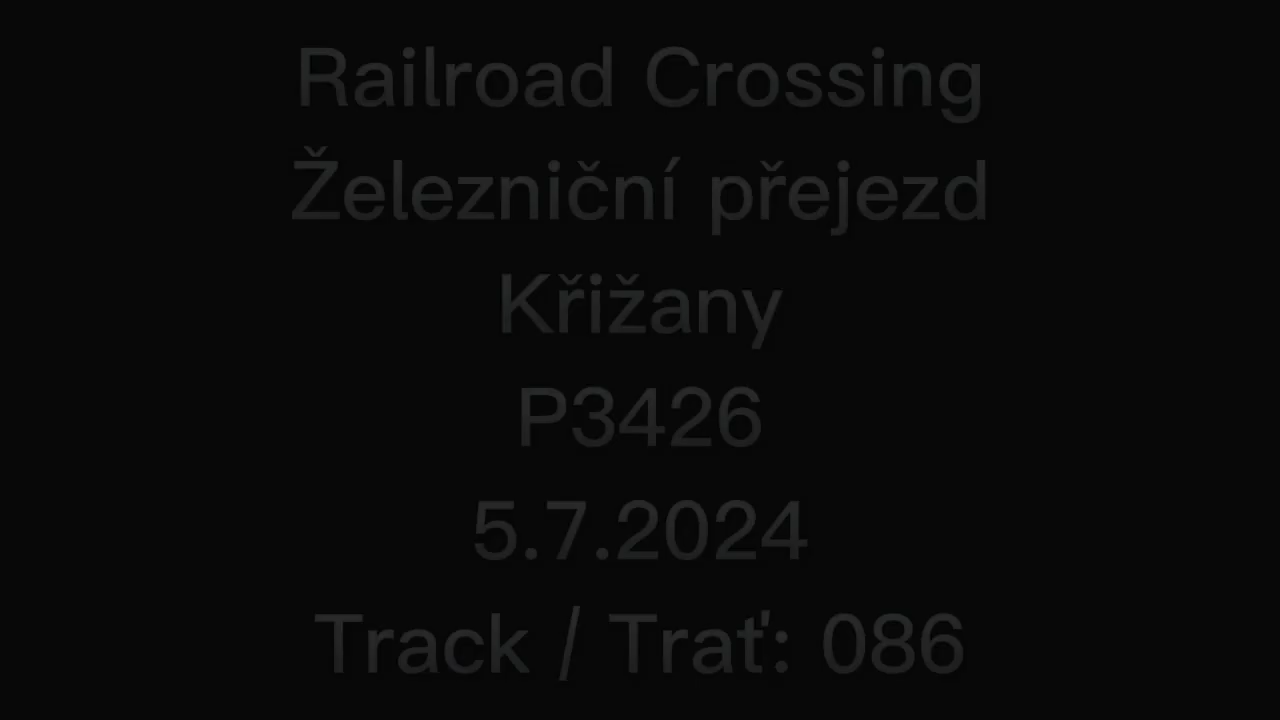 Railroad Crossing
Železniční přejezd
Křižany
P3426
5.7.2024
Track / Trať: 086